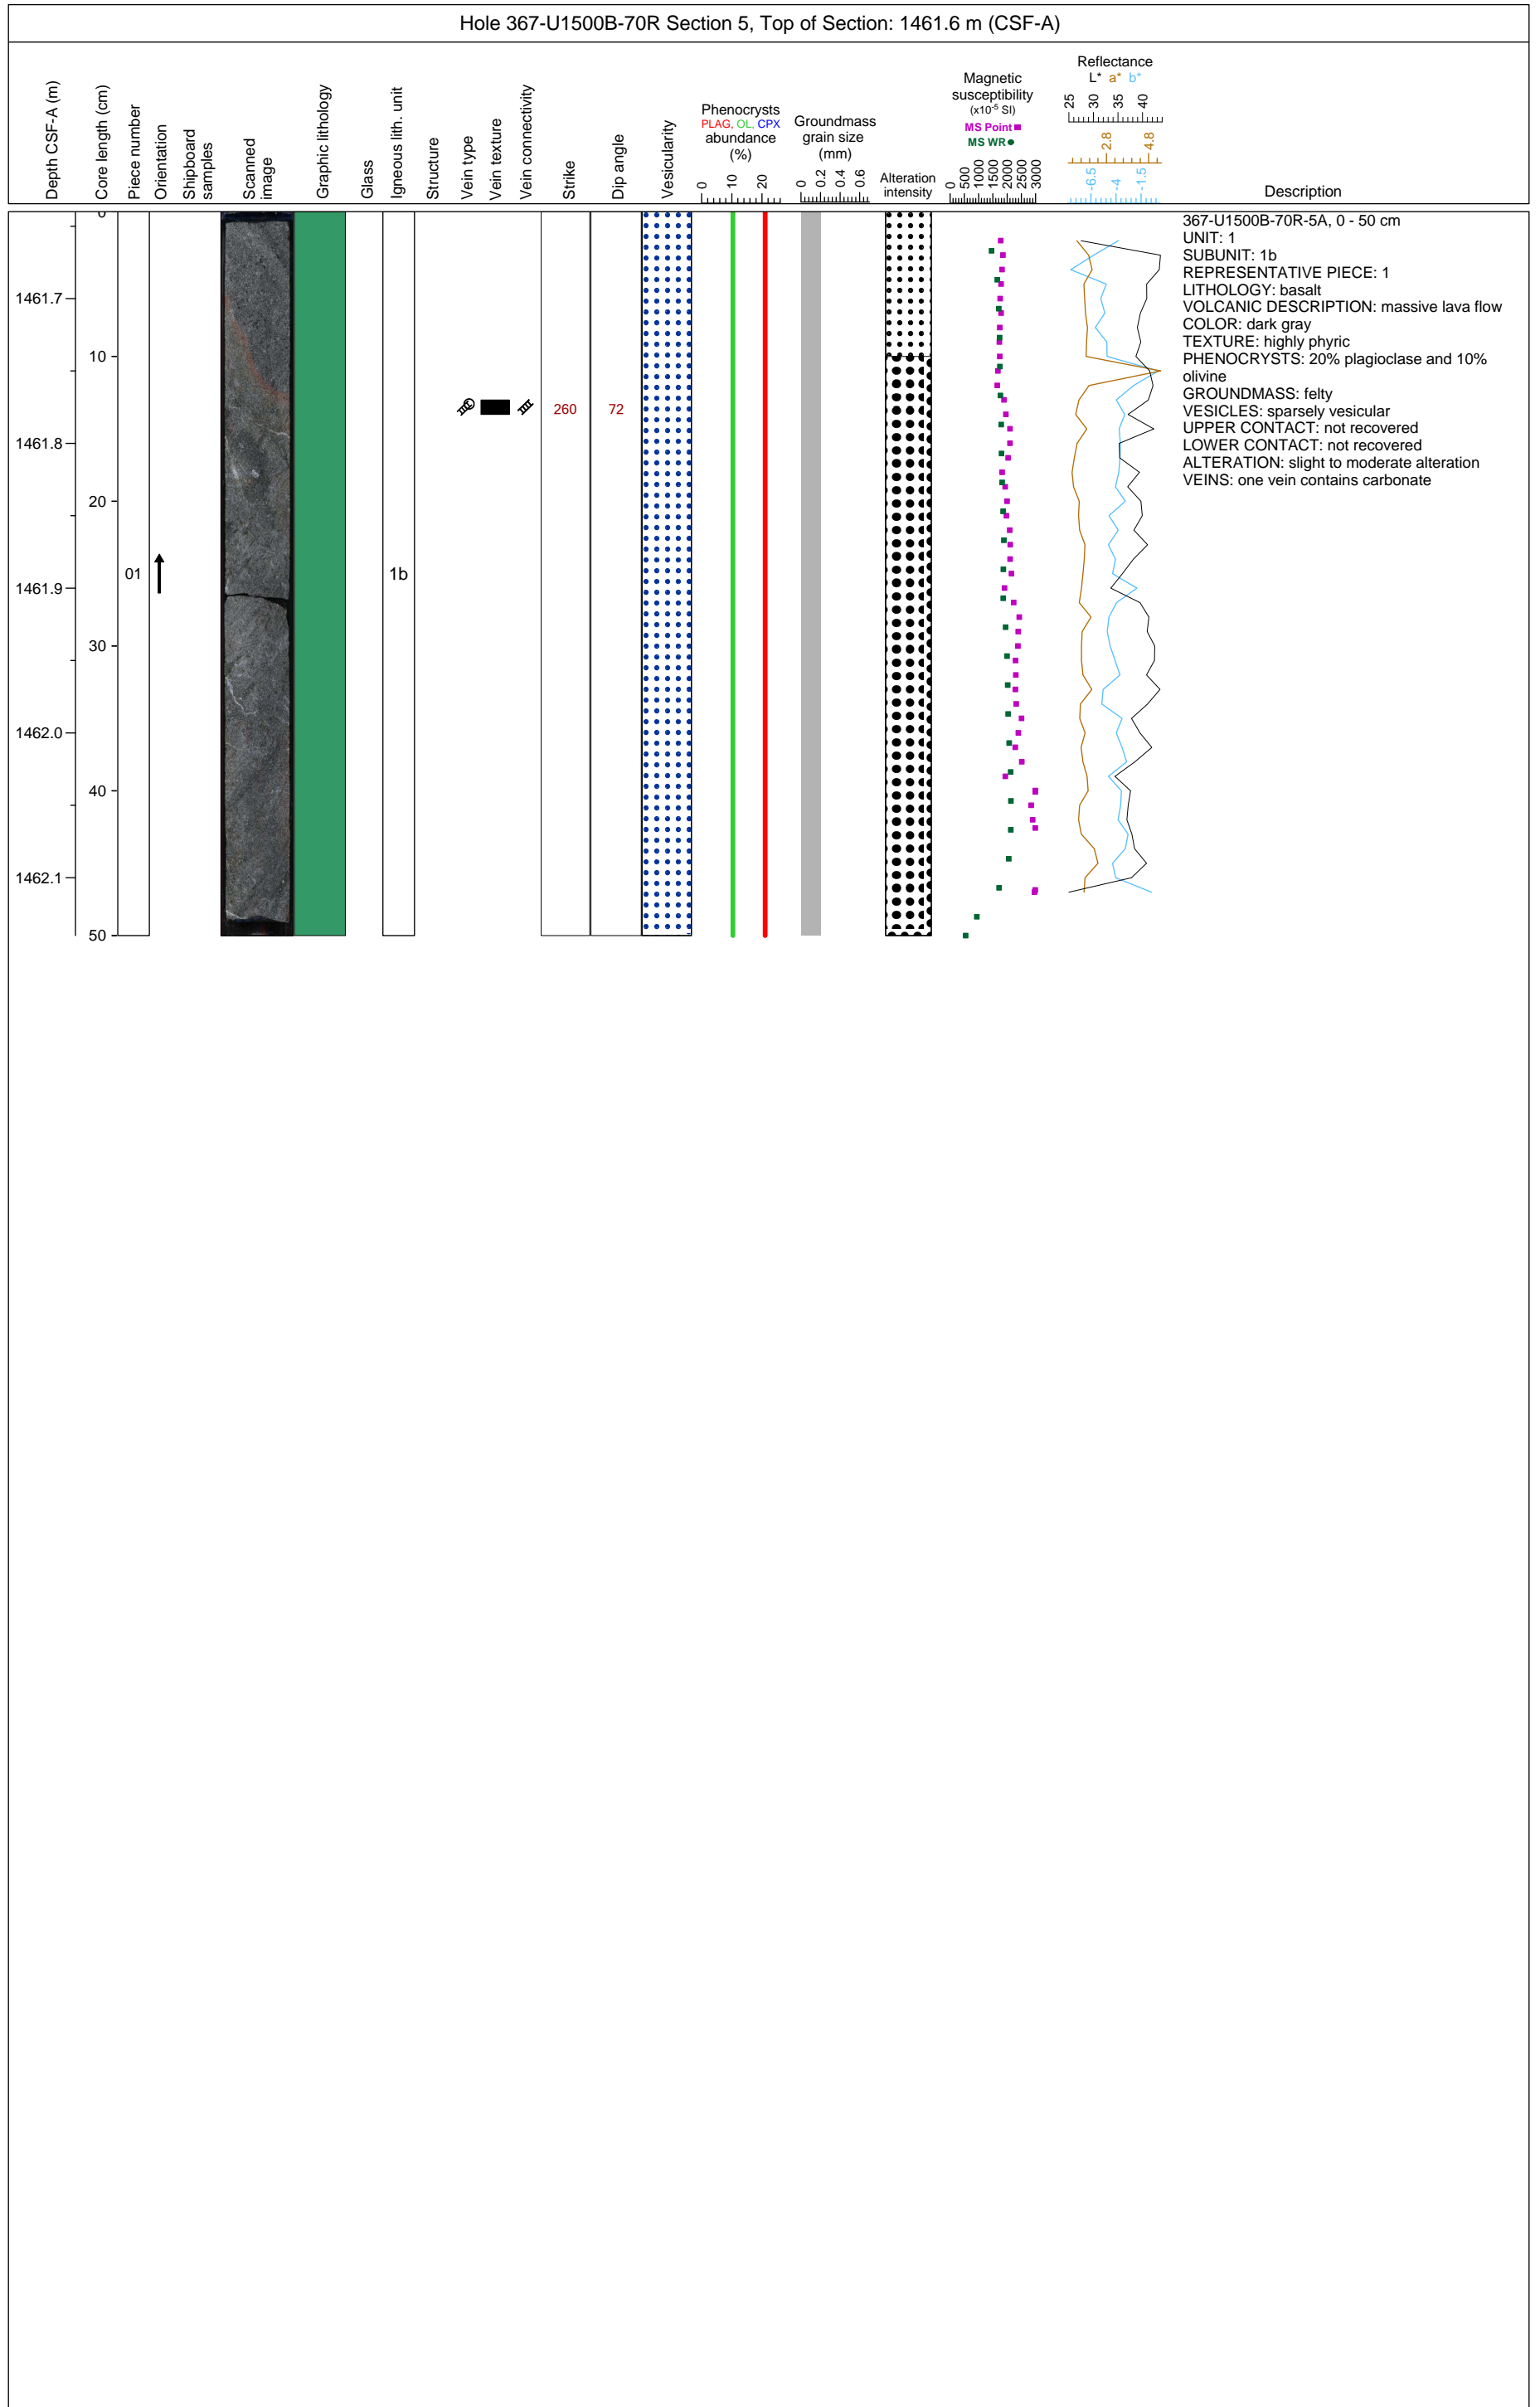 Hole 367-U1500B-70R Section 5, Top of Section: 1461.6 m (CSF-A)
Depth CSF-A (m)
Core length (cm)
Piece number
Orientation
Shipboard
samples
Scanned
image
Graphic lithology
Glass
Igneous lith. unit
Structure
Vein type
Vein texture
Vein connectivity
Strike
Dip angle
Vesicularity
Phenocrysts
PLAG, OL, CPX
abundance
(%)
0 10 20
Groundmass
grain size
(mm)
0 0.2 0.4 0.6
Alteration
intensity
Magnetic
susceptibility
(x10⁻⁵ SI)
MS Point
MS WR
0 500 1000 1500 2000 2500 3000
Reflectance
L* a* b*
25 30 35 40
2.8 4.8
-6.5 -4 -1.5
Description
0
10
20
30
40
50
1461.7
1461.8
1461.9
1462.0
1462.1
01
1b
260
72
367-U1500B-70R-5A, 0 - 50 cm
UNIT: 1
SUBUNIT: 1b
REPRESENTATIVE PIECE: 1
LITHOLOGY: basalt
VOLCANIC DESCRIPTION: massive lava flow
COLOR: dark gray
TEXTURE: highly phyric
PHENOCRYSTS: 20% plagioclase and 10%
olivine
GROUNDMASS: felty
VESICLES: sparsely vesicular
UPPER CONTACT: not recovered
LOWER CONTACT: not recovered
ALTERATION: slight to moderate alteration
VEINS: one vein contains carbonate